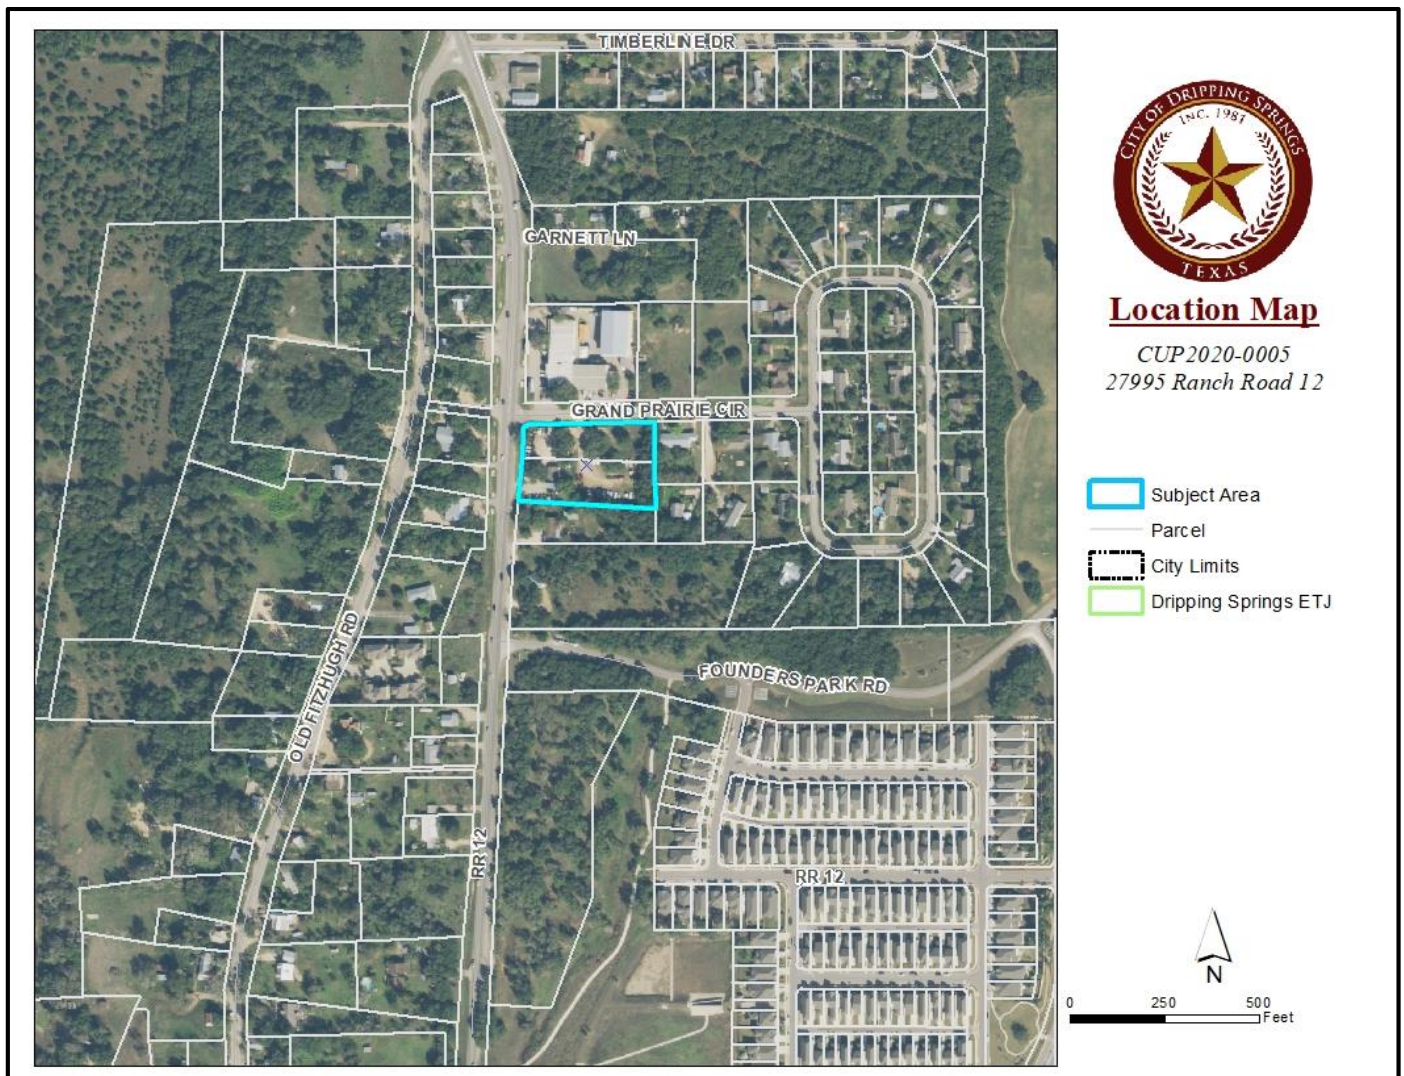 TIMBERLINE DR
GARNETT LN
GRAND PRAIRIE CIR
OLD FITZHUGH RD
FOUNDERS PARK RD
RR 12
RR 12
CITY OF DRIPPING SPRINGS
INC. 1981
TEXAS
Location Map
CUP2020-0005
27995 Ranch Road 12
Subject Area
Parcel
City Limits
Dripping Springs ETJ
N
0 250 500
Feet